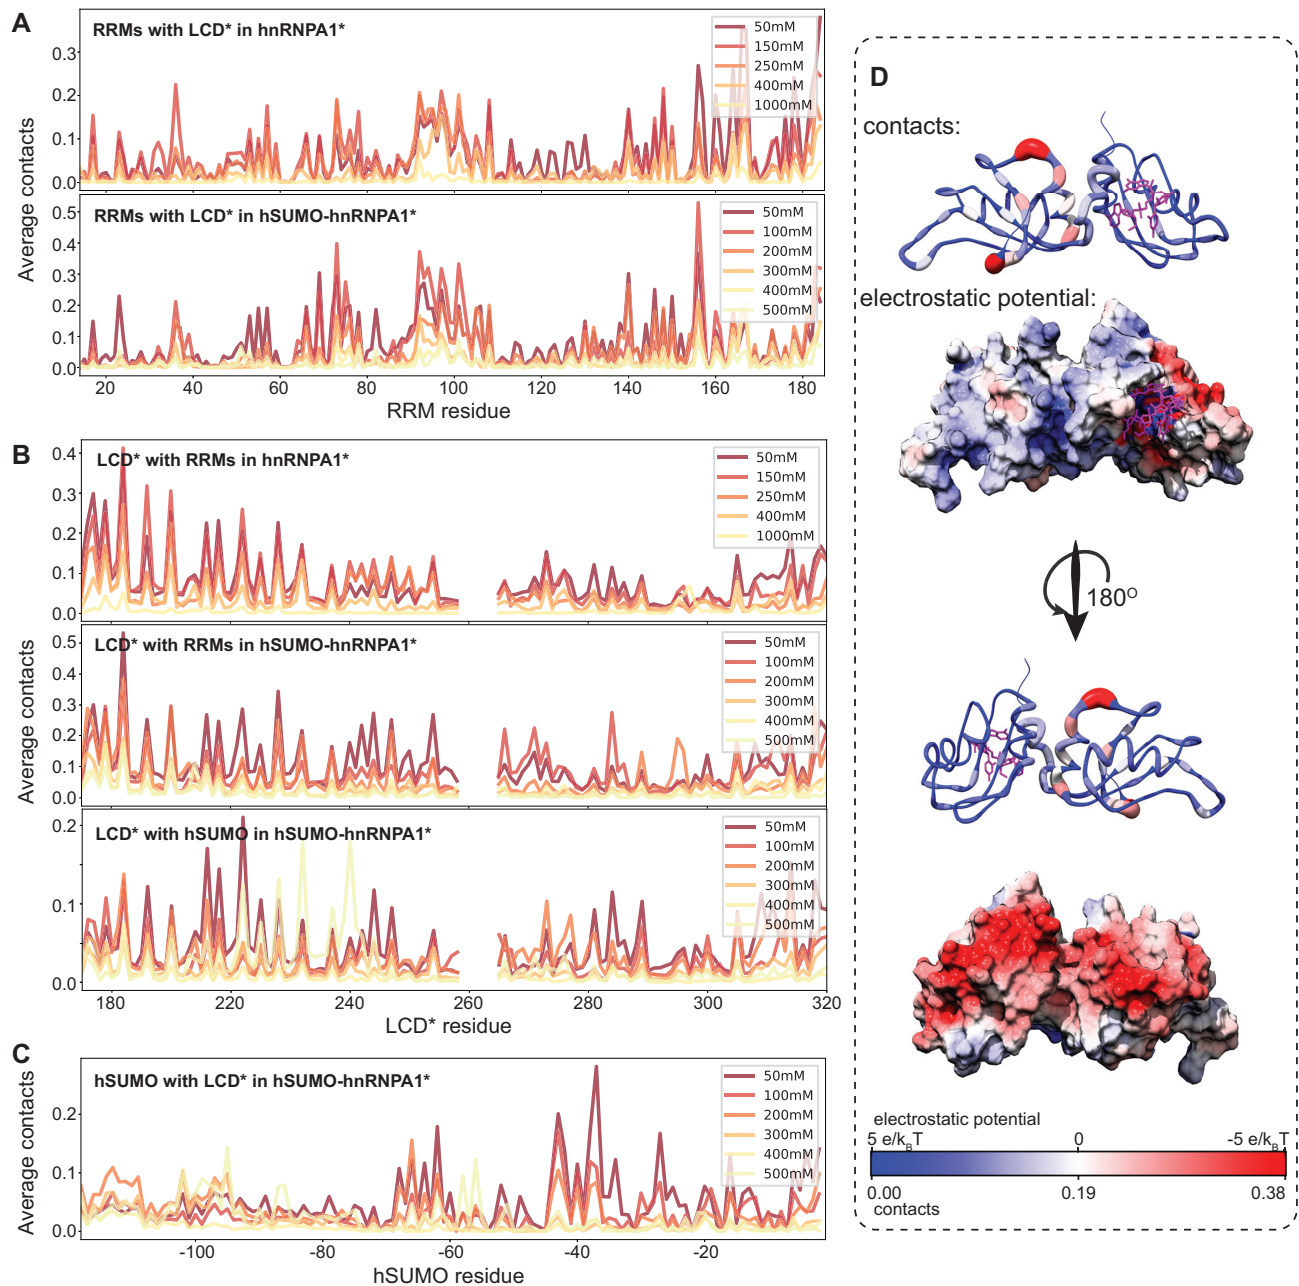 A
RRMs with LCD* in hnRNPA1*
50mM
150mM
250mM
400mM
1000mM
0.3
0.2
0.1
0.0
Average contacts
RRMs with LCD* in hSUMO-hnRNPA1*
50mM
100mM
200mM
300mM
400mM
500mM
0.5
0.4
0.3
0.2
0.1
0.0
20 40 60 80 100 120 140 160 180
RRM residue
B
LCD* with RRMs in hnRNPA1*
50mM
150mM
250mM
400mM
1000mM
0.4
0.3
0.2
0.1
0.0
Average contacts
LCD* with RRMs in hSUMO-hnRNPA1*
50mM
100mM
200mM
300mM
400mM
500mM
0.5
0.4
0.3
0.2
0.1
0.0
LCD* with hSUMO in hSUMO-hnRNPA1*
50mM
100mM
200mM
300mM
400mM
500mM
0.2
0.1
0.0
180 220 240 260 280 300 320
LCD* residue
C
hSUMO with LCD* in hSUMO-hnRNPA1*
50mM
100mM
200mM
300mM
400mM
500mM
0.2
0.1
0.0
Average contacts
-100 -80 -60 -40 -20
hSUMO residue
D
contacts:
electrostatic potential:
180O
electrostatic potential
5 e/kBT 0 -5 e/kBT
0.00 0.19 0.38
contacts